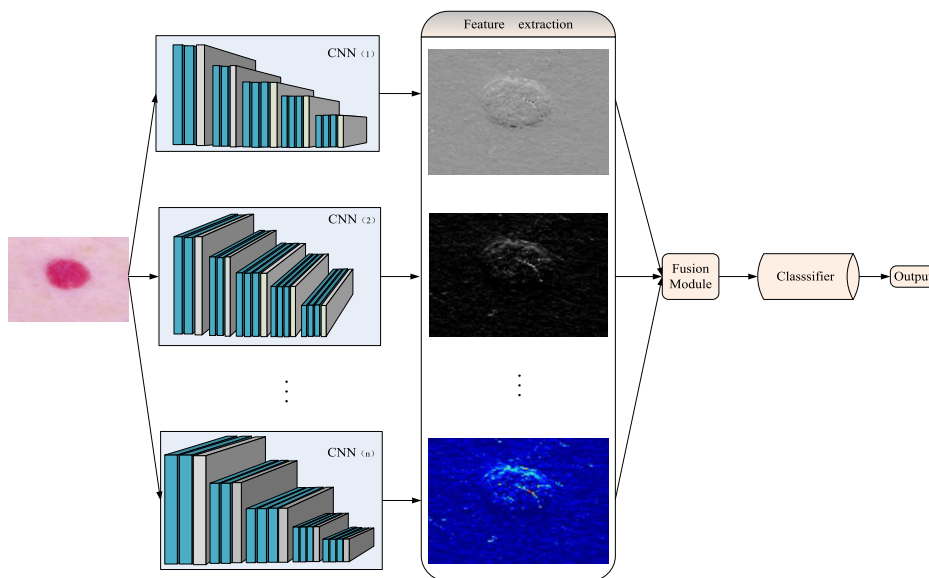 Feature extraction
CNN（1）
CNN（2）
CNN（n）
Fusion
Module
Classsifier
Output